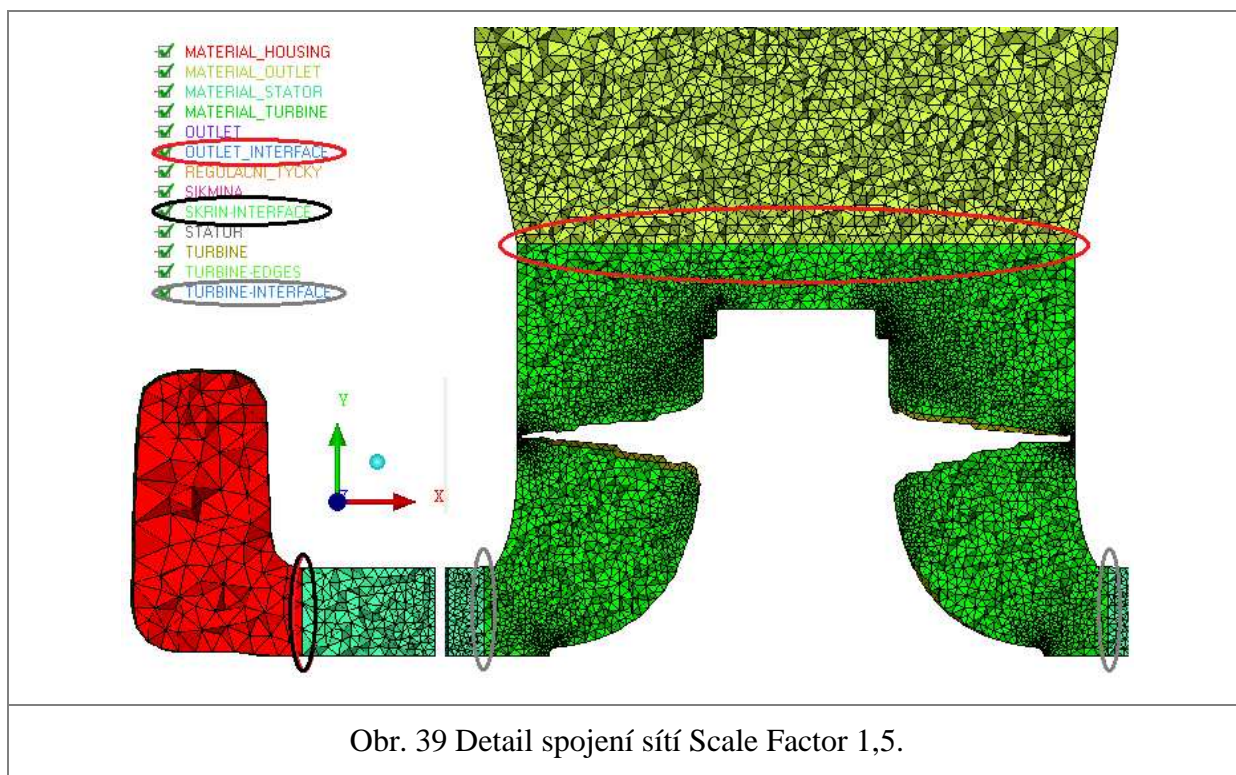 MATERIAL_HOUSING
MATERIAL_OUTLET
MATERIAL_STATOR
MATERIAL_TURBINE
OUTLET
OUTLET_INTERFACE
REGULACNI_TYCKY
SIKMINA
SKRIN-INTERFACE
STATOR
TURBINE
TURBINE-EDGES
TURBINE-INTERFACE
Y
Z
X
Obr. 39 Detail spojení sítí Scale Factor 1,5.